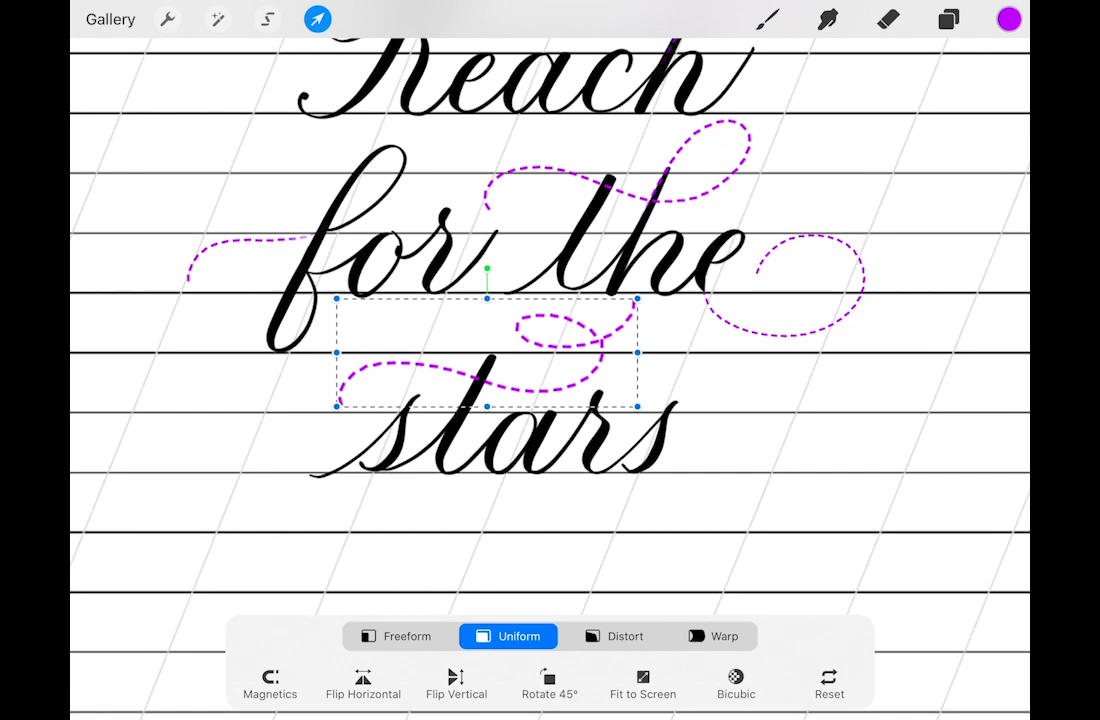 Gallery
Reach
for the
stars
Freeform Uniform Distort Warp
Magnetics Flip Horizontal Flip Vertical Rotate 45° Fit to Screen Bicubic Reset